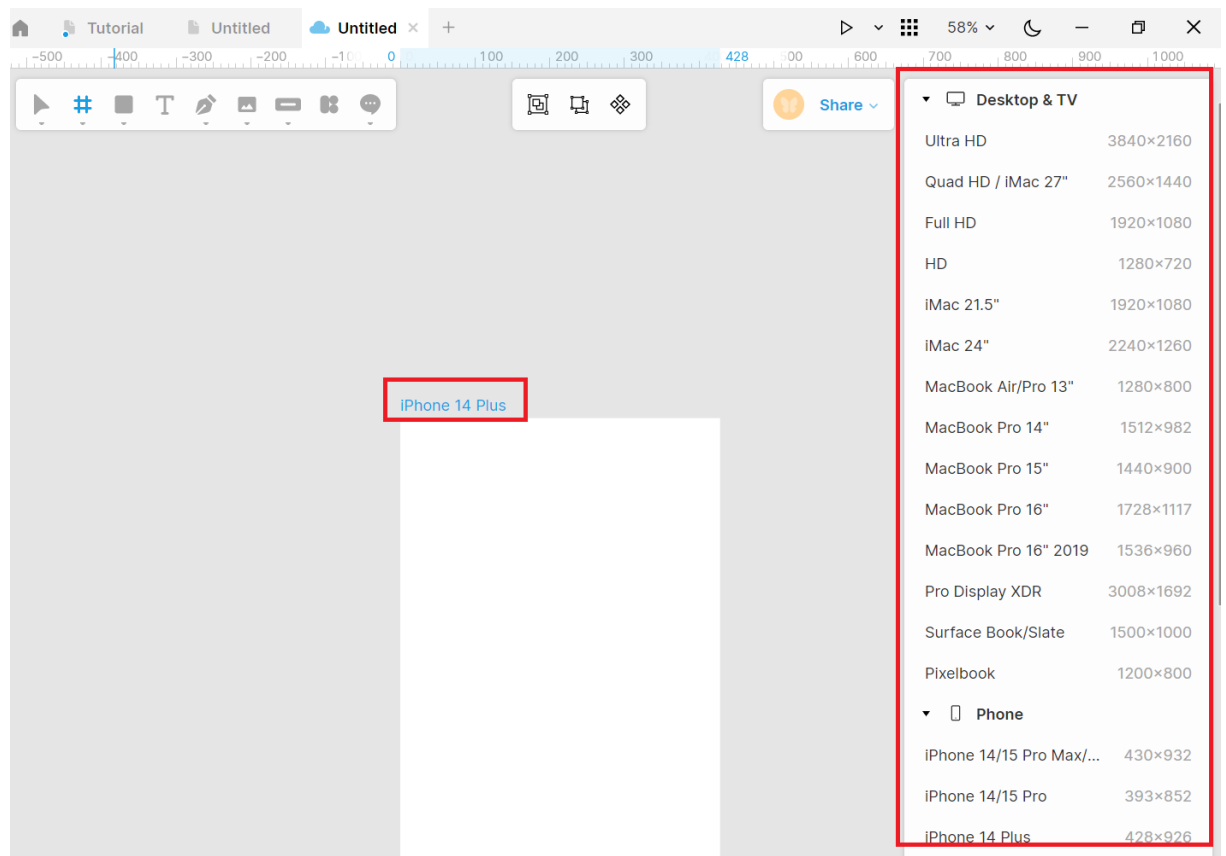 Tutorial Untitled Untitled 58%
-500 -400 -300 -200 0 100 200 300 428 600 700 800 900 1000
Share
iPhone 14 Plus
Desktop & TV
Ultra HD 3840×2160
Quad HD / iMac 27" 2560×1440
Full HD 1920×1080
HD 1280×720
iMac 21.5" 1920×1080
iMac 24" 2240×1260
MacBook Air/Pro 13" 1280×800
MacBook Pro 14" 1512×982
MacBook Pro 15" 1440×900
MacBook Pro 16" 1728×1117
MacBook Pro 16" 2019 1536×960
Pro Display XDR 3008×1692
Surface Book/Slate 1500×1000
Pixelbook 1200×800
Phone
iPhone 14/15 Pro Max/... 430×932
iPhone 14/15 Pro 393×852
iPhone 14 Plus 428×926